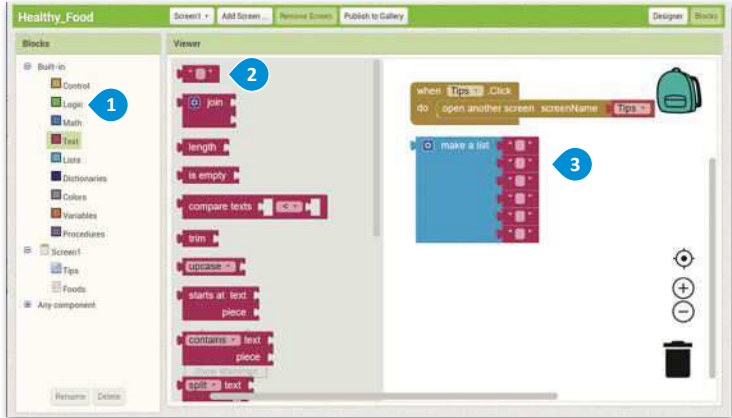 Healthy_Food
Screen1
Add Screen ...
Remove Screen
Publish to Gallery
Designer
Blocks
Blocks
Built-in
Control
Logic
Math
Text
Lists
Dictionaries
Colors
Variables
Procedures
Screen1
Tips
Foods
Any component
Rename
Delete
1
Viewer
" "
2
join
length
is empty
compare texts <
trim
upcase
starts at text
piece
contains text
piece
Show Warnings
split text
when Tips .Click
do open another screen screenName Tips
make a list " "
" "
" "
" "
" "
" "
3